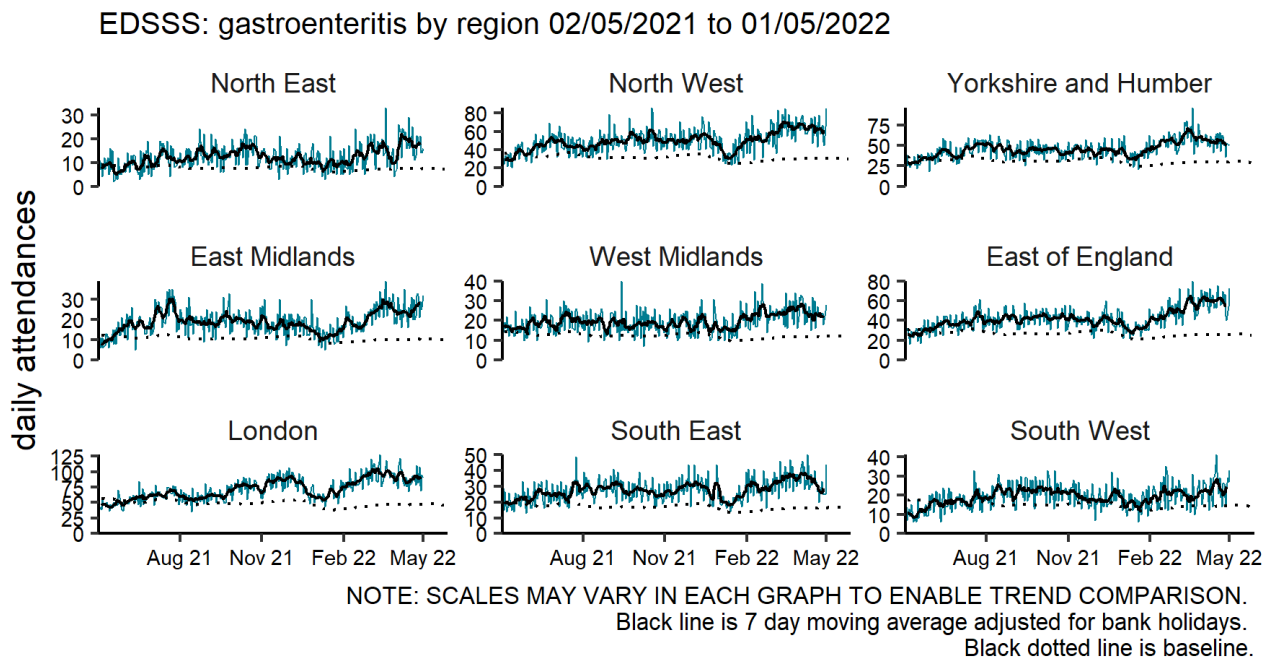 EDSSS: gastroenteritis by region 02/05/2021 to 01/05/2022
North East
North West
Yorkshire and Humber
30
20
10
0
80
60
40
20
0
75
50
25
0
daily attendances
East Midlands
West Midlands
East of England
30
20
10
0
40
30
20
10
0
80
60
40
20
0
London
South East
South West
125
100
75
50
25
0
50
40
30
20
10
0
40
30
20
10
0
Aug 21 Nov 21 Feb 22 May 22
Aug 21 Nov 21 Feb 22 May 22
Aug 21 Nov 21 Feb 22 May 22
NOTE: SCALES MAY VARY IN EACH GRAPH TO ENABLE TREND COMPARISON.
Black line is 7 day moving average adjusted for bank holidays.
Black dotted line is baseline.